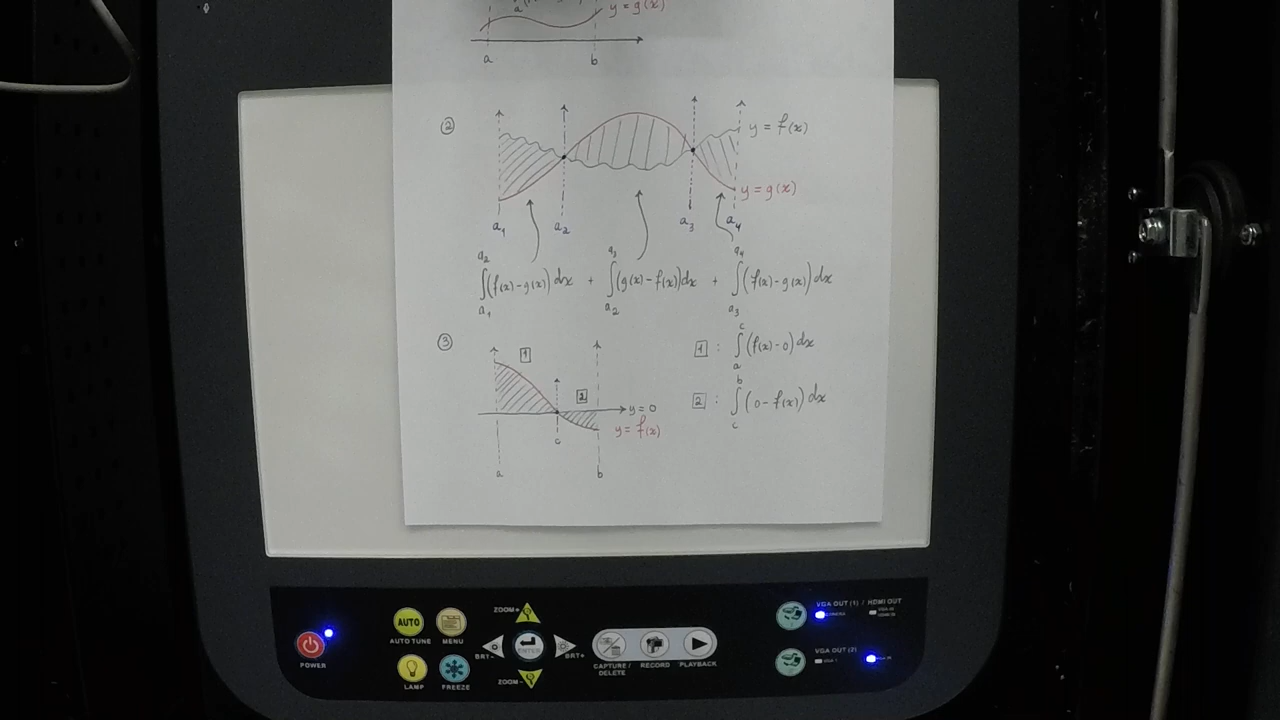 y = g(x)
a b
②
y = f(x)
y = g(x)
a₁ a₂ a₃ a₄
∫_{a₁}^{a₂} (f(x) - g(x)) dx + ∫_{a₂}^{a₃} (g(x) - f(x)) dx + ∫_{a₃}^{a₄} (f(x) - g(x)) dx
③
1
1 : ∫_{a}^{c} (f(x) - 0) dx
2
2 : ∫_{c}^{b} (0 - f(x)) dx
y = 0
y = f(x)
c
a b
POWER
AUTO
AUTO TUNE
MENU
LAMP
FREEZE
ZOOM+
BRT-
ENTER
BRT+
ZOOM-
CAPTURE /
DELETE
RECORD
PLAYBACK
VGA OUT (1) / HDMI OUT
VGA OUT (2)